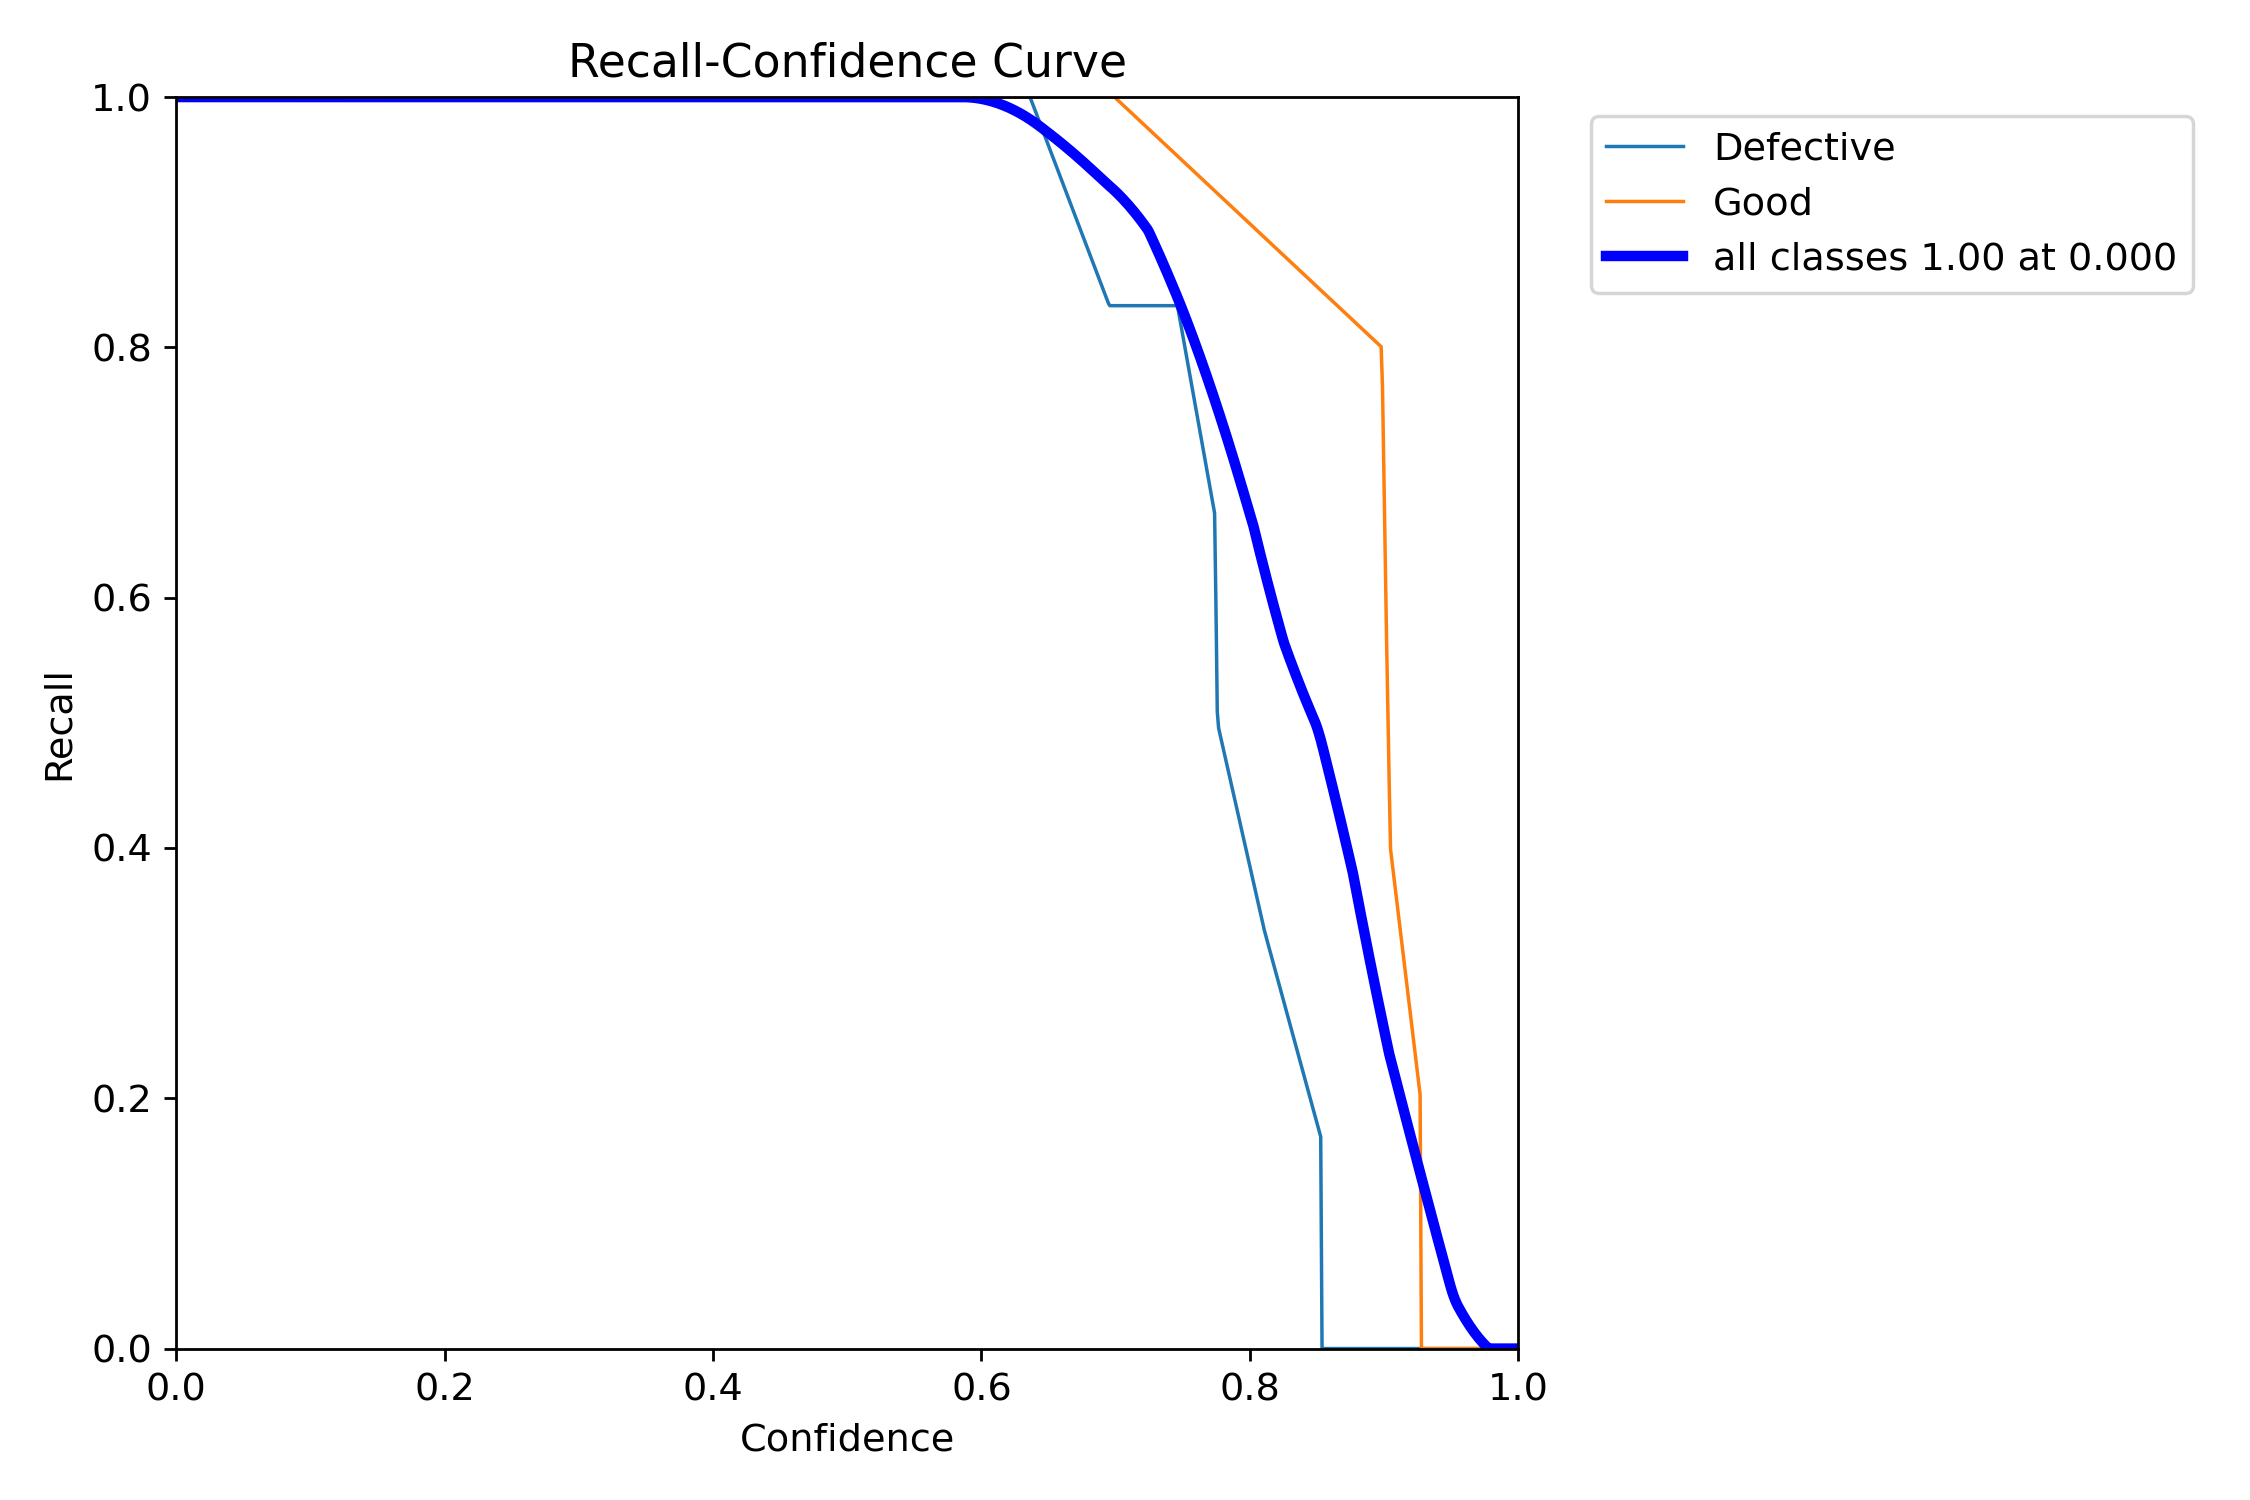 Recall-Confidence Curve
1.0
0.8
0.6
0.4
0.2
0.0
Recall
0.0 0.2 0.4 0.6 0.8 1.0
Confidence
Defective
Good
all classes 1.00 at 0.000